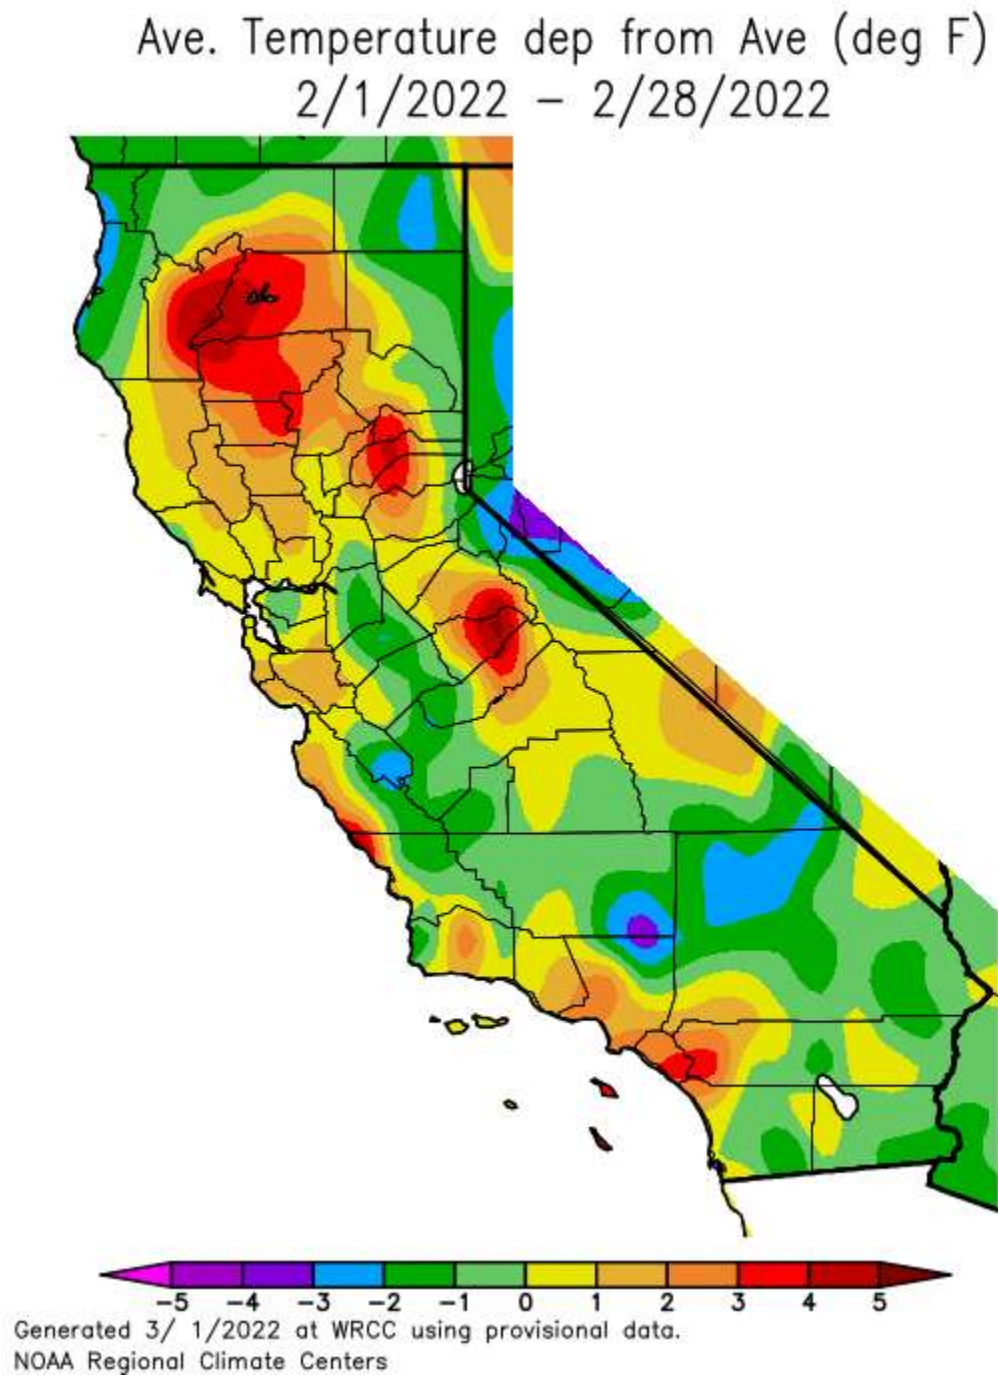 Ave. Temperature dep from Ave (deg F)
2/1/2022 – 2/28/2022
-5 -4 -3 -2 -1 0 1 2 3 4 5
Generated 3/ 1/2022 at WRCC using provisional data.
NOAA Regional Climate Centers